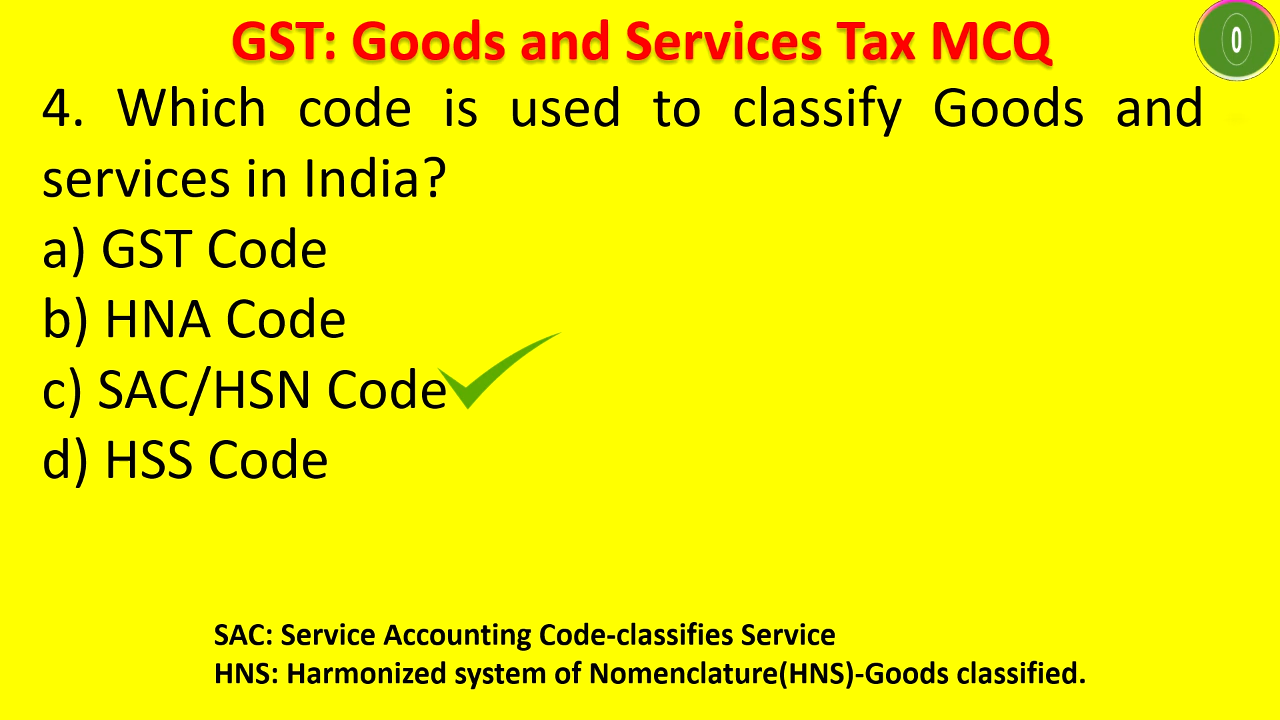 GST: Goods and Services Tax MCQ
0
4. Which code is used to classify Goods and
services in India?
a) GST Code
b) HNA Code
c) SAC/HSN Code
d) HSS Code
SAC: Service Accounting Code-classifies Service
HNS: Harmonized system of Nomenclature(HNS)-Goods classified.